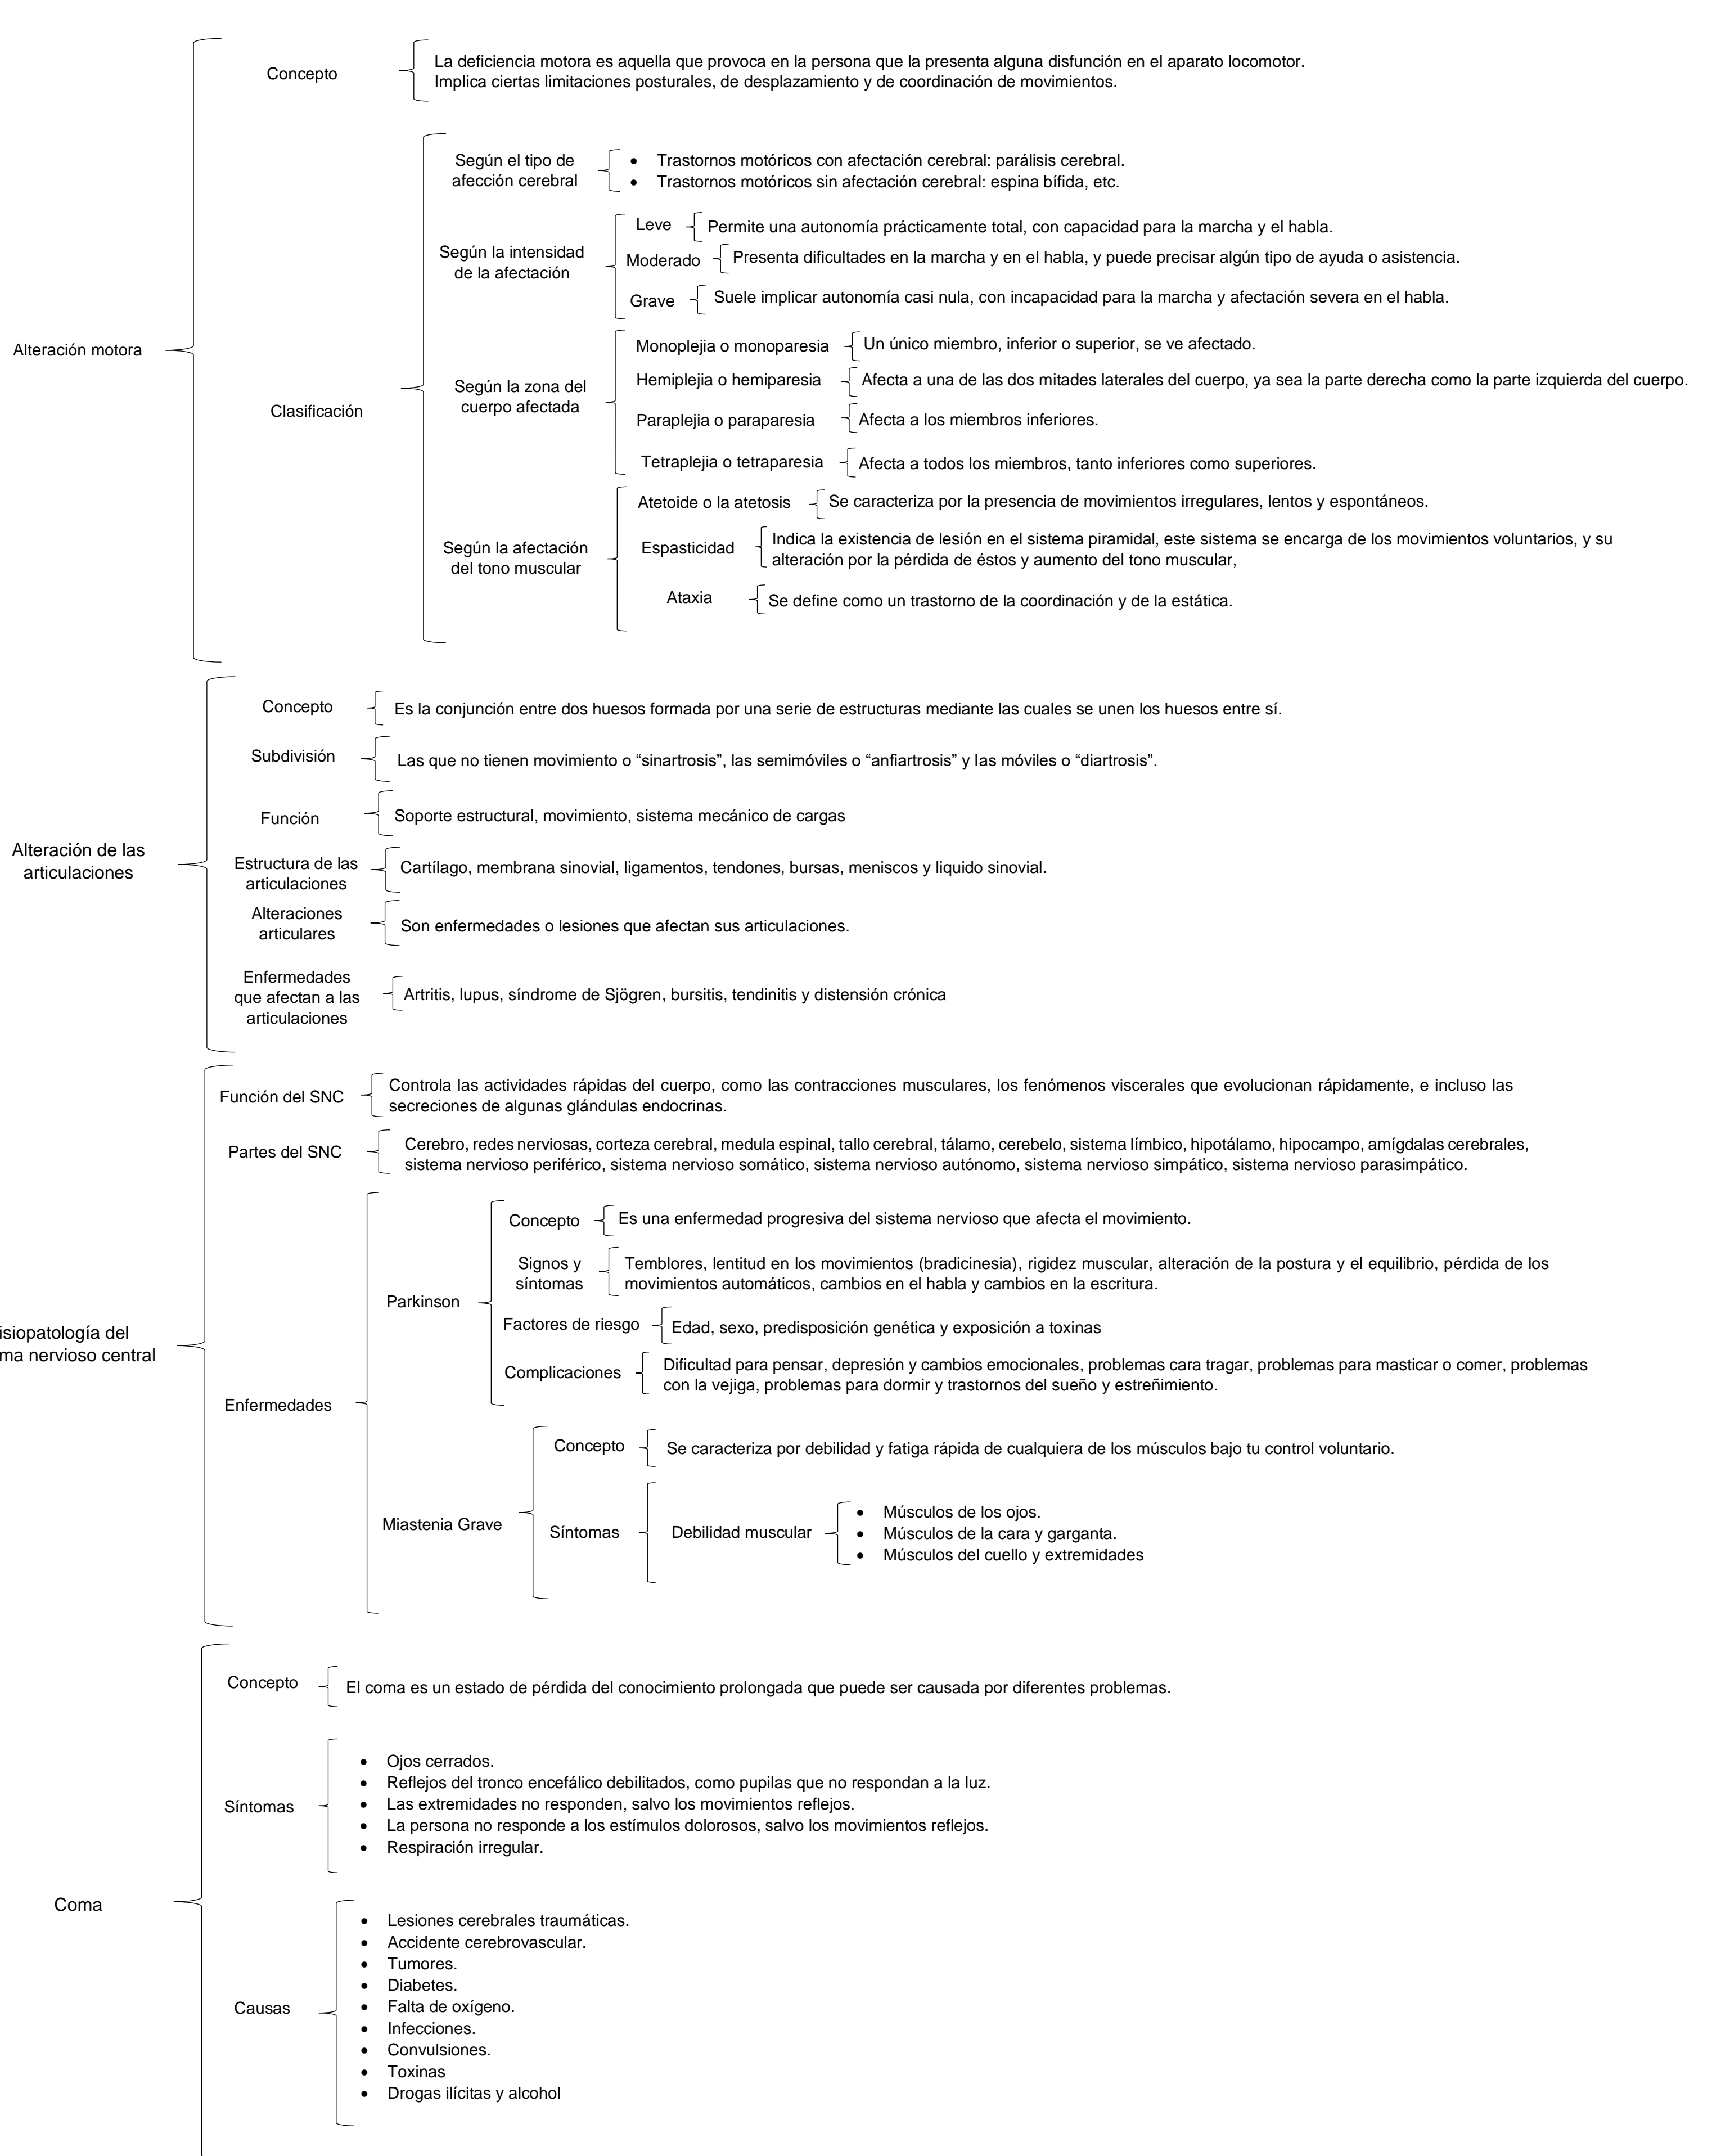 Alteración motora
Concepto
La deficiencia motora es aquella que provoca en la persona que la presenta alguna disfunción en el aparato locomotor.
Implica ciertas limitaciones posturales, de desplazamiento y de coordinación de movimientos.
Clasificación
Según el tipo de
afección cerebral
• Trastornos motóricos con afectación cerebral: parálisis cerebral.
• Trastornos motóricos sin afectación cerebral: espina bífida, etc.
Según la intensidad
de la afectación
Leve
Permite una autonomía prácticamente total, con capacidad para la marcha y el habla.
Moderado
Presenta dificultades en la marcha y en el habla, y puede precisar algún tipo de ayuda o asistencia.
Grave
Suele implicar autonomía casi nula, con incapacidad para la marcha y afectación severa en el habla.
Según la zona del
cuerpo afectada
Monoplejia o monoparesia
Un único miembro, inferior o superior, se ve afectado.
Hemiplejia o hemiparesia
Afecta a una de las dos mitades laterales del cuerpo, ya sea la parte derecha como la parte izquierda del cuerpo.
Paraplejia o paraparesia
Afecta a los miembros inferiores.
Tetraplejia o tetraparesia
Afecta a todos los miembros, tanto inferiores como superiores.
Según la afectación
del tono muscular
Atetoide o la atetosis
Se caracteriza por la presencia de movimientos irregulares, lentos y espontáneos.
Espasticidad
Indica la existencia de lesión en el sistema piramidal, este sistema se encarga de los movimientos voluntarios, y su
alteración por la pérdida de éstos y aumento del tono muscular,
Ataxia
Se define como un trastorno de la coordinación y de la estática.
Alteración de las
articulaciones
Concepto
Es la conjunción entre dos huesos formada por una serie de estructuras mediante las cuales se unen los huesos entre sí.
Subdivisión
Las que no tienen movimiento o “sinartrosis”, las semimóviles o “anfiartrosis” y las móviles o “diartrosis”.
Función
Soporte estructural, movimiento, sistema mecánico de cargas
Estructura de las
articulaciones
Cartílago, membrana sinovial, ligamentos, tendones, bursas, meniscos y liquido sinovial.
Alteraciones
articulares
Son enfermedades o lesiones que afectan sus articulaciones.
Enfermedades
que afectan a las
articulaciones
Artritis, lupus, síndrome de Sjögren, bursitis, tendinitis y distensión crónica
isiopatología del
ma nervioso central
Función del SNC
Controla las actividades rápidas del cuerpo, como las contracciones musculares, los fenómenos viscerales que evolucionan rápidamente, e incluso las
secreciones de algunas glándulas endocrinas.
Partes del SNC
Cerebro, redes nerviosas, corteza cerebral, medula espinal, tallo cerebral, tálamo, cerebelo, sistema límbico, hipotálamo, hipocampo, amígdalas cerebrales,
sistema nervioso periférico, sistema nervioso somático, sistema nervioso autónomo, sistema nervioso simpático, sistema nervioso parasimpático.
Enfermedades
Parkinson
Concepto
Es una enfermedad progresiva del sistema nervioso que afecta el movimiento.
Signos y
síntomas
Temblores, lentitud en los movimientos (bradicinesia), rigidez muscular, alteración de la postura y el equilibrio, pérdida de los
movimientos automáticos, cambios en el habla y cambios en la escritura.
Factores de riesgo
Edad, sexo, predisposición genética y exposición a toxinas
Complicaciones
Dificultad para pensar, depresión y cambios emocionales, problemas cara tragar, problemas para masticar o comer, problemas
con la vejiga, problemas para dormir y trastornos del sueño y estreñimiento.
Miastenia Grave
Concepto
Se caracteriza por debilidad y fatiga rápida de cualquiera de los músculos bajo tu control voluntario.
Síntomas
Debilidad muscular
• Músculos de los ojos.
• Músculos de la cara y garganta.
• Músculos del cuello y extremidades
Coma
Concepto
El coma es un estado de pérdida del conocimiento prolongada que puede ser causada por diferentes problemas.
Síntomas
• Ojos cerrados.
• Reflejos del tronco encefálico debilitados, como pupilas que no respondan a la luz.
• Las extremidades no responden, salvo los movimientos reflejos.
• La persona no responde a los estímulos dolorosos, salvo los movimientos reflejos.
• Respiración irregular.
Causas
• Lesiones cerebrales traumáticas.
• Accidente cerebrovascular.
• Tumores.
• Diabetes.
• Falta de oxígeno.
• Infecciones.
• Convulsiones.
• Toxinas
• Drogas ilícitas y alcohol